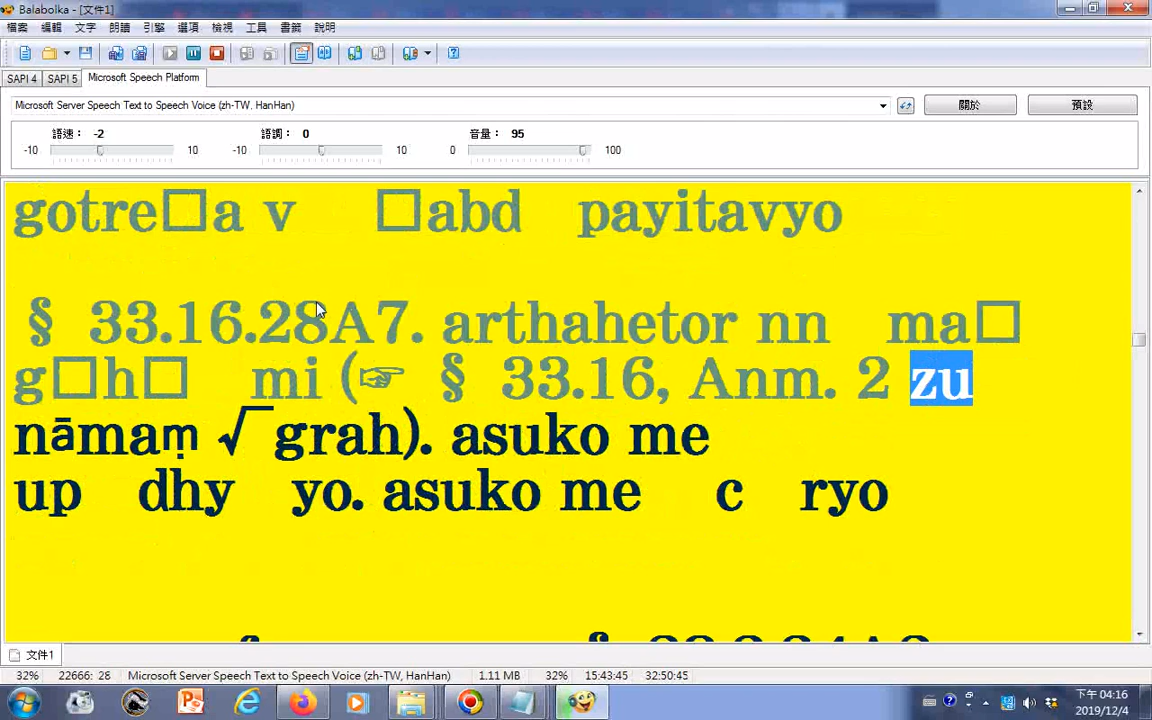 Balabolka - [文件1]
檔案 編輯 文字 朗讀 引擎 選項 檢視 工具 書籤 說明
SAPI 4 SAPI 5 Microsoft Speech Platform
Microsoft Server Speech Text to Speech Voice (zh-TW, HanHan) 關於 預設
語速： -2 語調： 0 音量： 95
-10 10 -10 10 0 100
gotre□a v □abd payitavyo
§ 33.16.28A7. arthahetor nn ma□
g□h□ mi (☞ § 33.16, Anm. 2 zu
nāmaṃ √grah). asuko me
up dhy yo. asuko me c ryo
文件1
32% 22666: 28 Microsoft Server Speech Text to Speech Voice (zh-TW, HanHan) 1.11 MB 32% 15:43:45 32:50:45
下午 04:16
2019/12/4